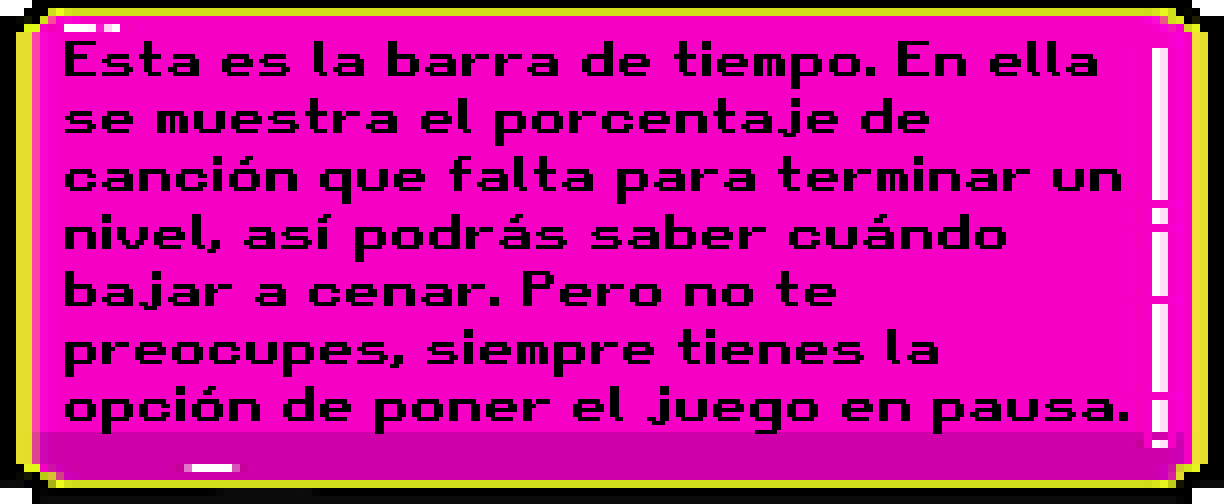 Esta es la barra de tiempo. En ella
se muestra el porcentaje de
canción que falta para terminar un
nivel, así podrás saber cuándo
bajar a cenar. Pero no te
preocupes, siempre tienes la
opción de poner el juego en pausa.